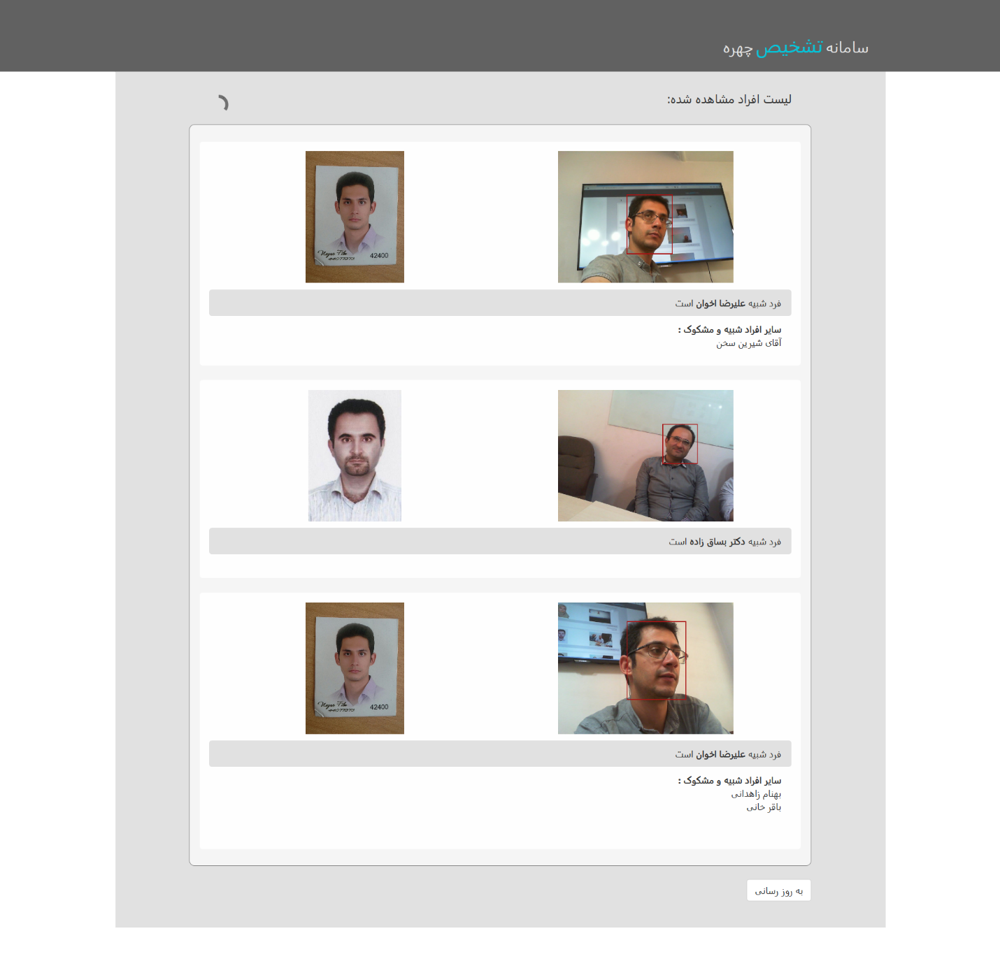 سامانه تشخیص چهره
لیست افراد مشاهده شده:
42400
فرد شبیه علیرضا اخوان است
سایر افراد شبیه و مشکوک :
آقای شیرین سخن
فرد شبیه دکتر بساق زاده است
42400
فرد شبیه علیرضا اخوان است
سایر افراد شبیه و مشکوک :
بهنام زاهدانی
باقر خانی
به روز رسانی